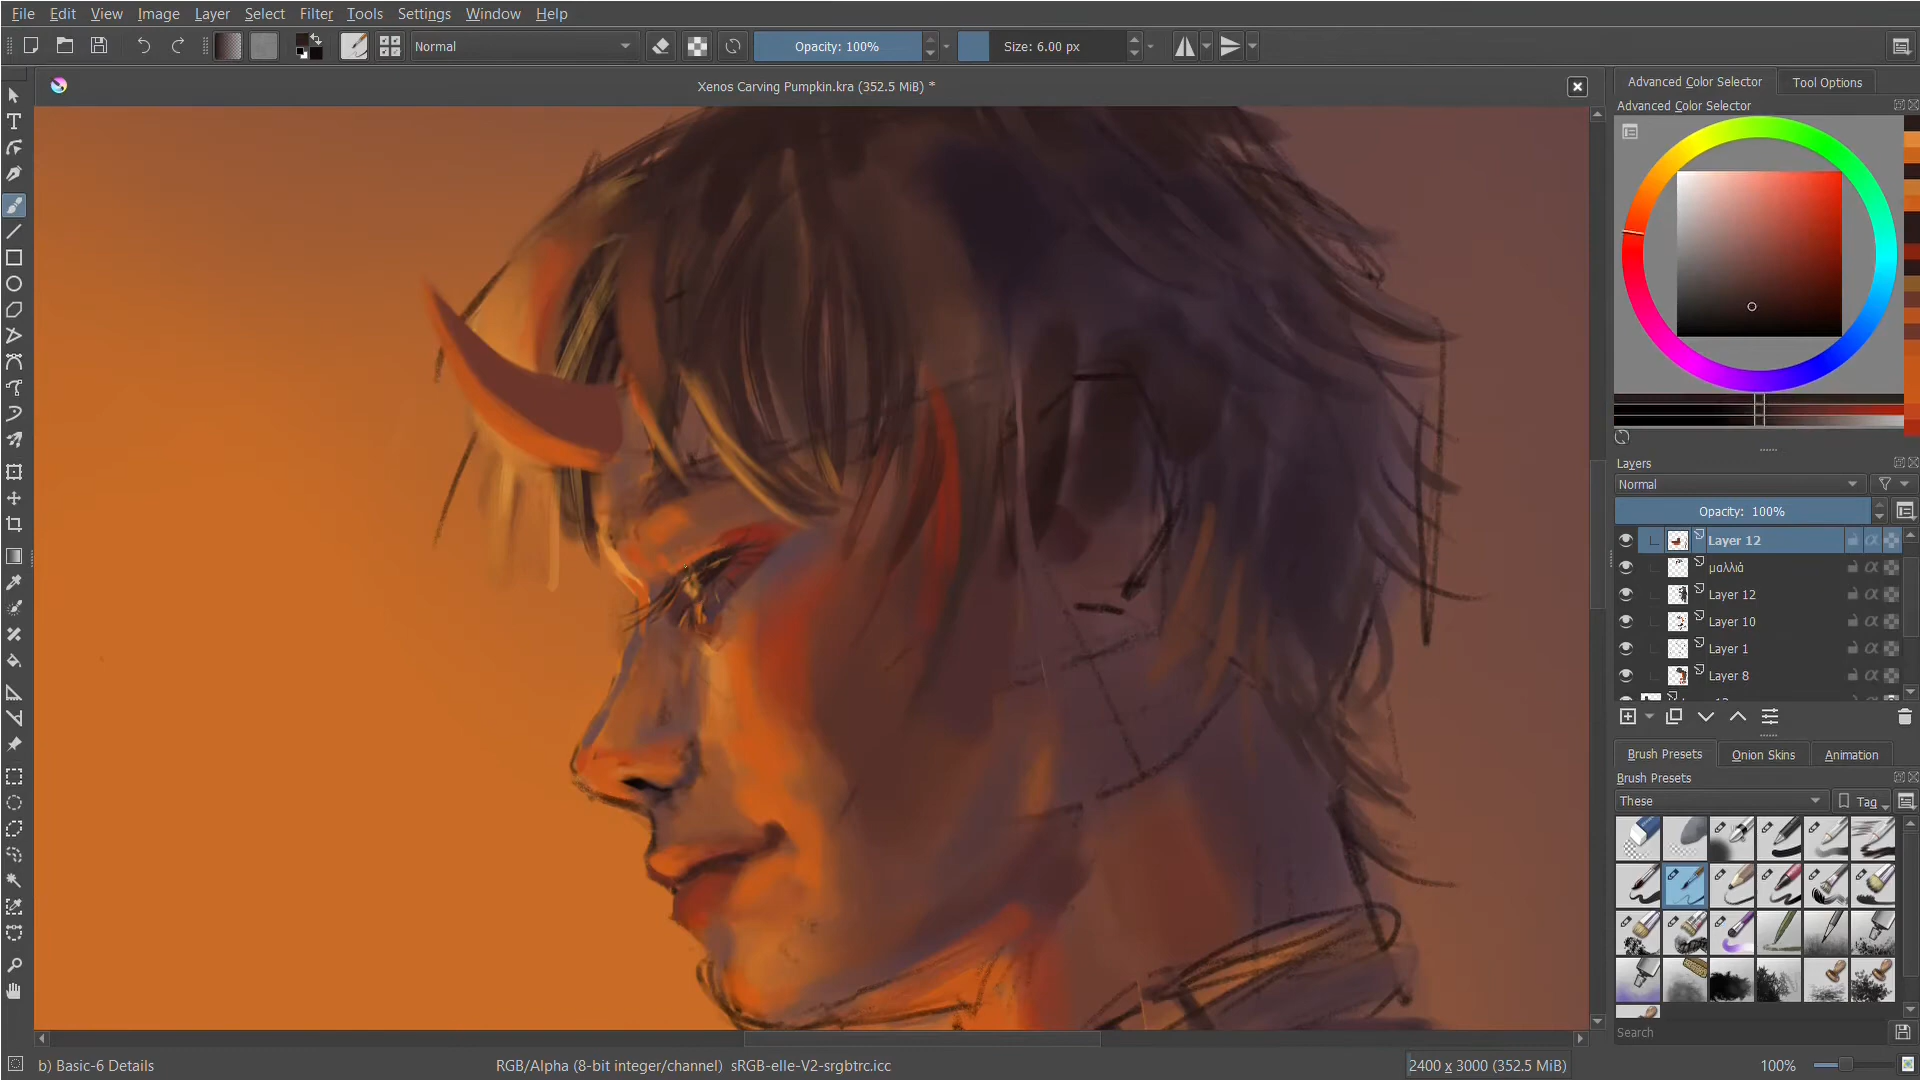 File Edit View Image Layer Select Filter Tools Settings Window Help
Normal
Opacity: 100%
Size: 6.00 px
Xenos Carving Pumpkin.kra (352.5 MiB) *
Advanced Color Selector Tool Options
Advanced Color Selector
Layers
Normal
Opacity: 100%
Layer 12
μαλλιά
Layer 12
Layer 10
Layer 1
Layer 8
Brush Presets Onion Skins Animation
Brush Presets
These
Tag
Search
b) Basic-6 Details
RGB/Alpha (8-bit integer/channel) sRGB-elle-V2-srgbtrc.icc
2400 x 3000 (352.5 MiB)
100%